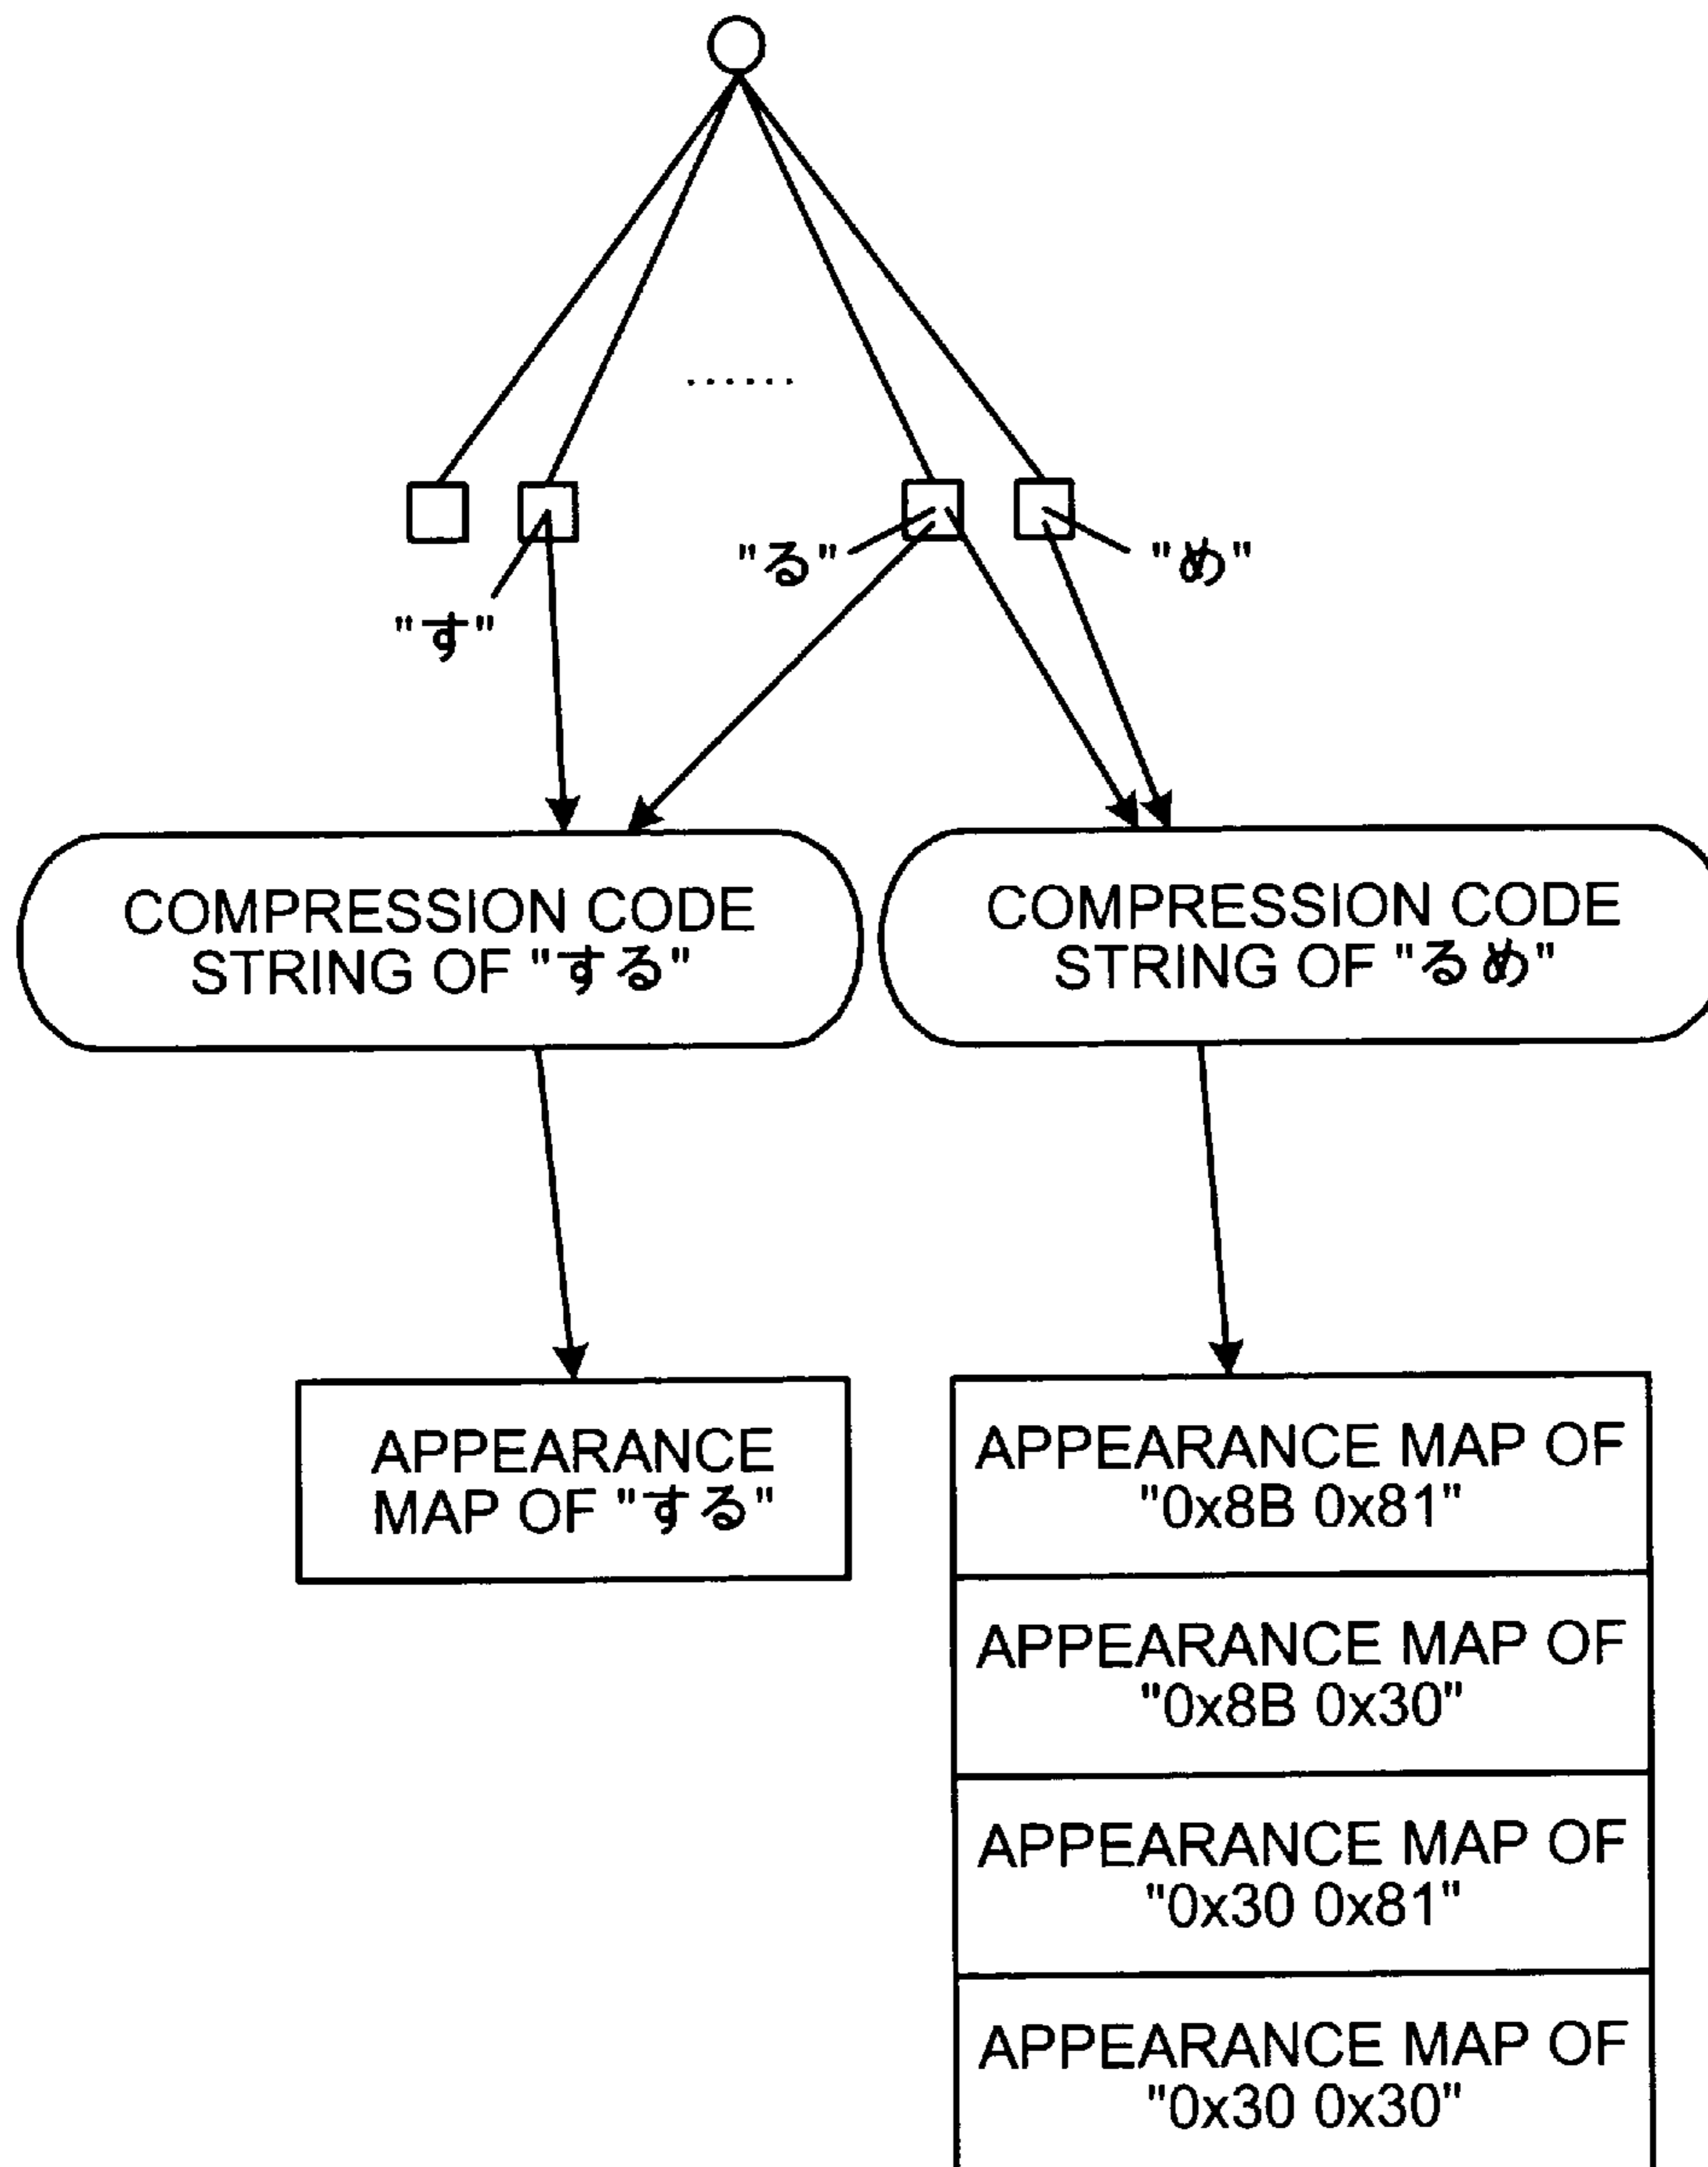 ......
"る"
"め"
"す"
COMPRESSION CODE
STRING OF "する"
COMPRESSION CODE
STRING OF "るめ"
APPEARANCE
MAP OF "する"
APPEARANCE MAP OF
"0x8B 0x81"
APPEARANCE MAP OF
"0x8B 0x30"
APPEARANCE MAP OF
"0x30 0x81"
APPEARANCE MAP OF
"0x30 0x30"